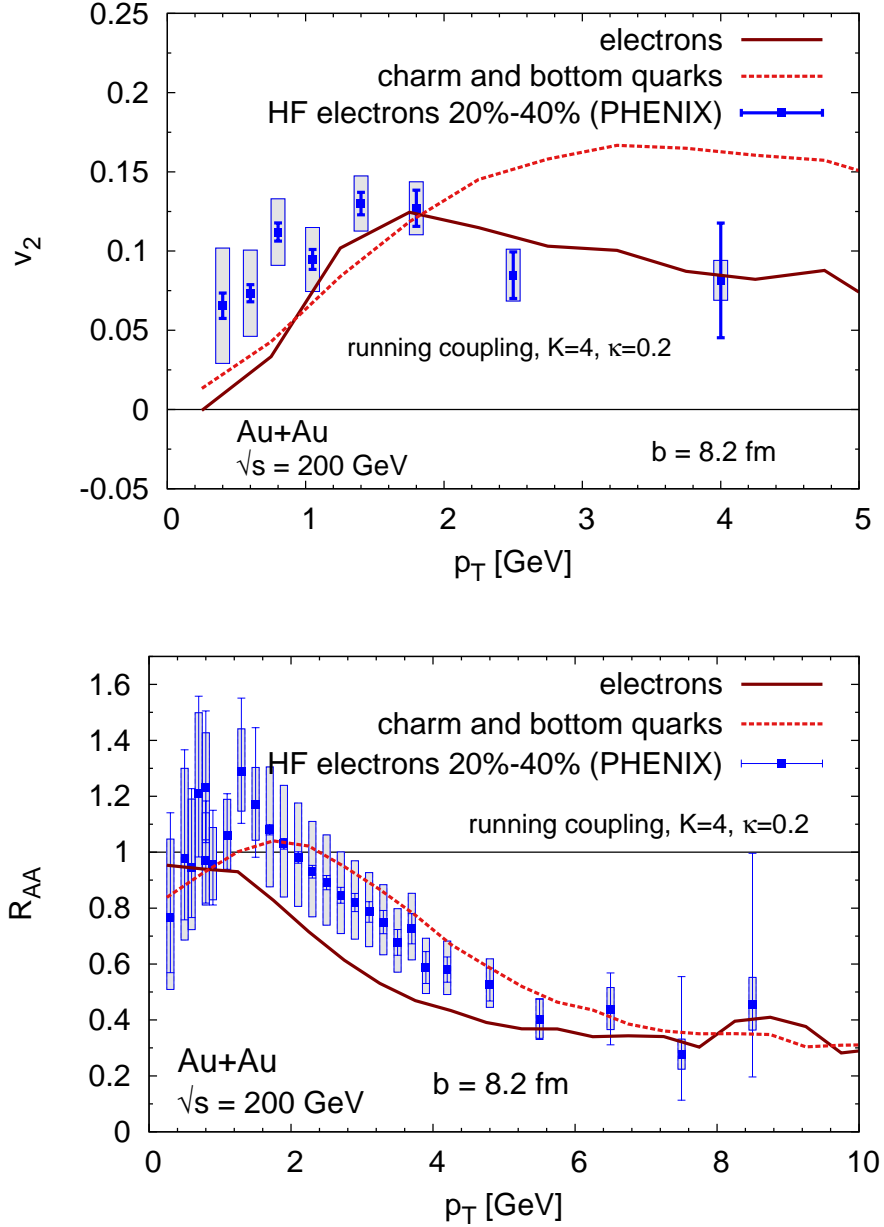 0.25
0.2
0.15
0.1
0.05
0
-0.05
v2
electrons
charm and bottom quarks
HF electrons 20%-40% (PHENIX)
running coupling, K=4, κ=0.2
Au+Au
√s = 200 GeV
b = 8.2 fm
0 1 2 3 4 5
pT [GeV]
1.6
1.4
1.2
1
0.8
0.6
0.4
0.2
0
RAA
electrons
charm and bottom quarks
HF electrons 20%-40% (PHENIX)
running coupling, K=4, κ=0.2
Au+Au
√s = 200 GeV
b = 8.2 fm
0 2 4 6 8 10
pT [GeV]